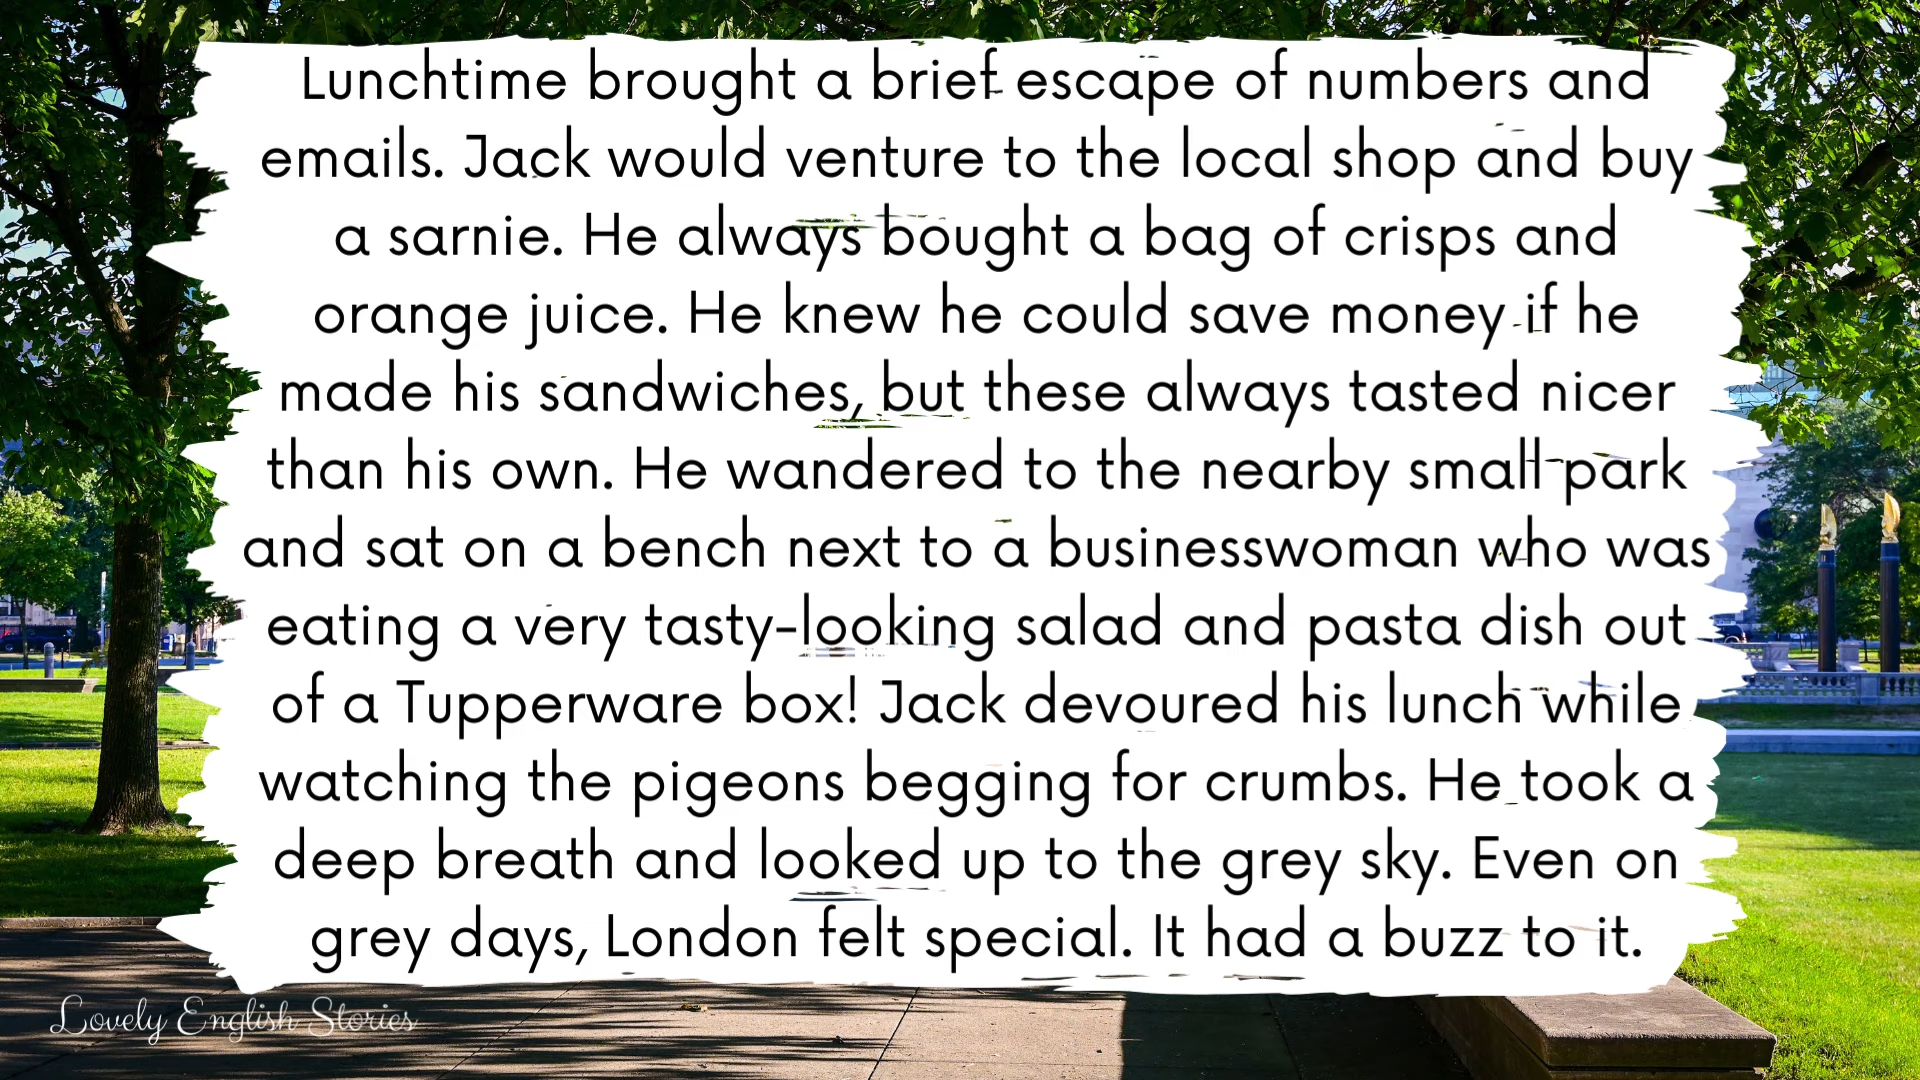 Lunchtime brought a brief escape of numbers and
emails. Jack would venture to the local shop and buy
a sarnie. He always bought a bag of crisps and
orange juice. He knew he could save money if he
made his sandwiches, but these always tasted nicer
than his own. He wandered to the nearby small park
and sat on a bench next to a businesswoman who was
eating a very tasty-looking salad and pasta dish out
of a Tupperware box! Jack devoured his lunch while
watching the pigeons begging for crumbs. He took a
deep breath and looked up to the grey sky. Even on
grey days, London felt special. It had a buzz to it.
Lovely English Stories